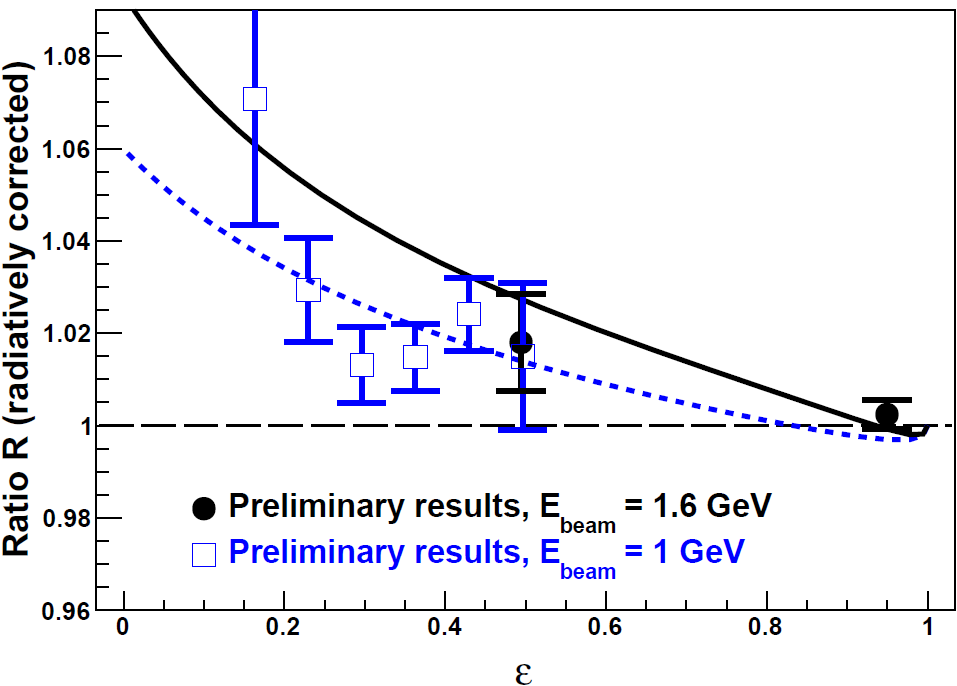 Ratio R (radiatively corrected)
1.08
1.06
1.04
1.02
1
0.98
0.96
Preliminary results, E_beam = 1.6 GeV
Preliminary results, E_beam = 1 GeV
0 0.2 0.4 0.6 0.8 1
ε